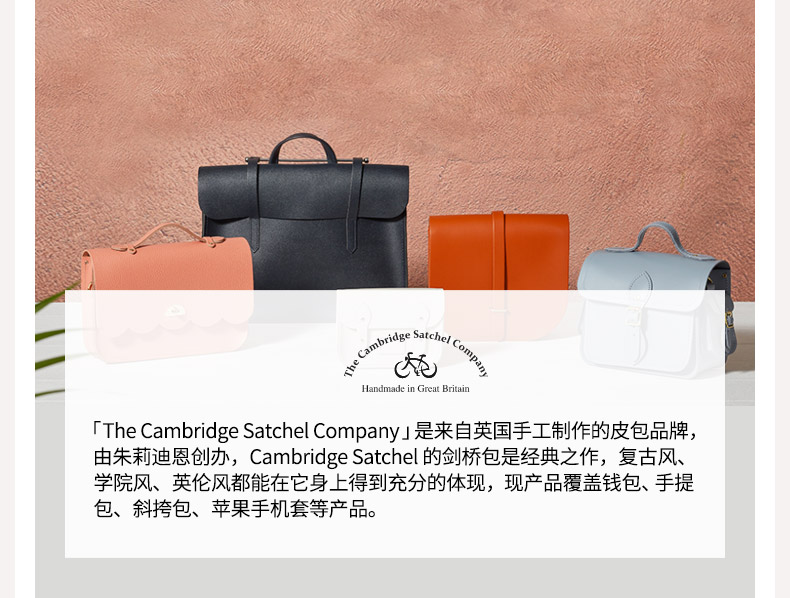 The Cambridge Satchel Company
Handmade in Great Britain
「The Cambridge Satchel Company」是来自英国手工制作的皮包品牌，
由朱莉迪恩创办，Cambridge Satchel 的剑桥包是经典之作，复古风、
学院风、英伦风都能在它身上得到充分的体现，现产品覆盖钱包、手提
包、斜挎包、苹果手机套等产品。